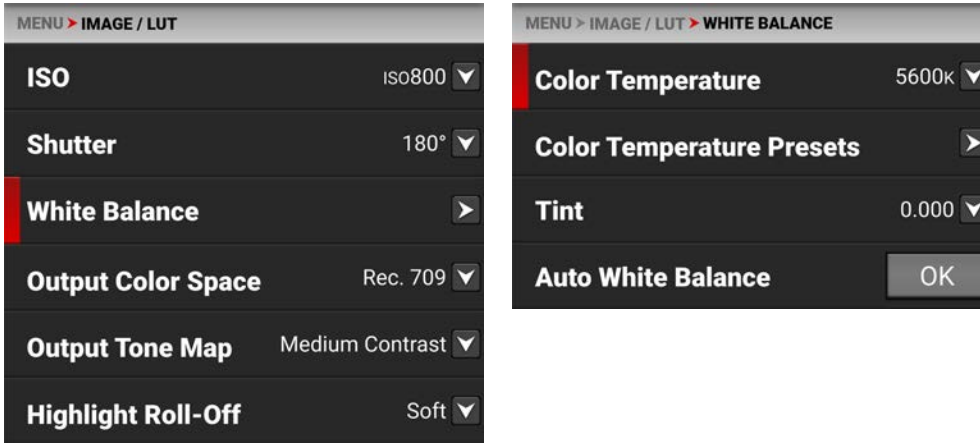 MENU > IMAGE / LUT
ISO ISO800
Shutter 180°
White Balance
Output Color Space Rec. 709
Output Tone Map Medium Contrast
Highlight Roll-Off Soft
MENU > IMAGE / LUT > WHITE BALANCE
Color Temperature 5600K
Color Temperature Presets
Tint 0.000
Auto White Balance OK